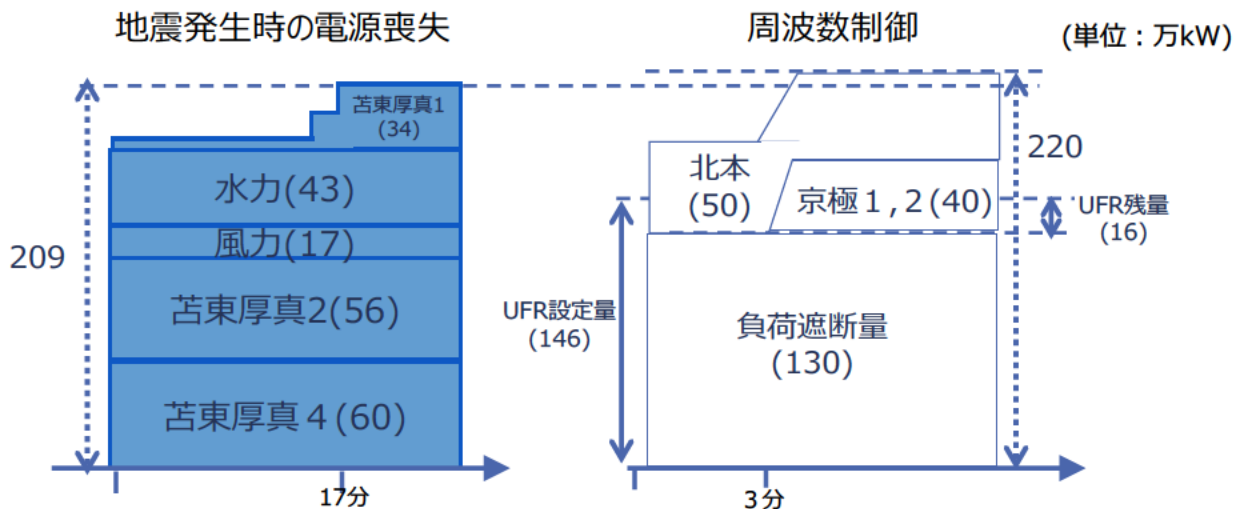 地震発生時の電源喪失
周波数制御
(単位：万kW)
苫東厚真1
(34)
水力(43)
風力(17)
209
苫東厚真2(56)
苫東厚真４(60)
17分
北本
(50)
京極１,２(40)
220
UFR残量
(16)
UFR設定量
(146)
負荷遮断量
(130)
３分